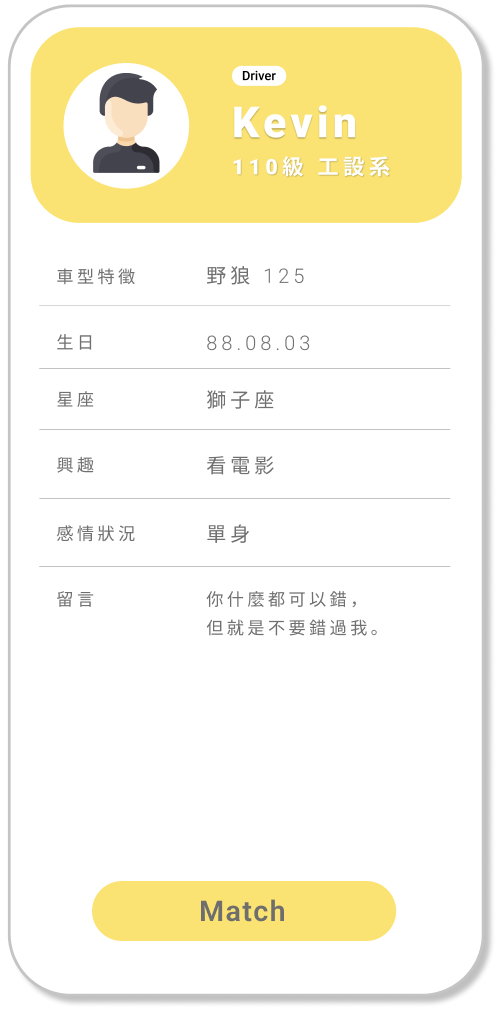 Driver
Kevin
110級 工設系
車型特徵 野狼 125
生日 88.08.03
星座 獅子座
興趣 看電影
感情狀況 單身
留言 你什麼都可以錯，
但就是不要錯過我。
Match